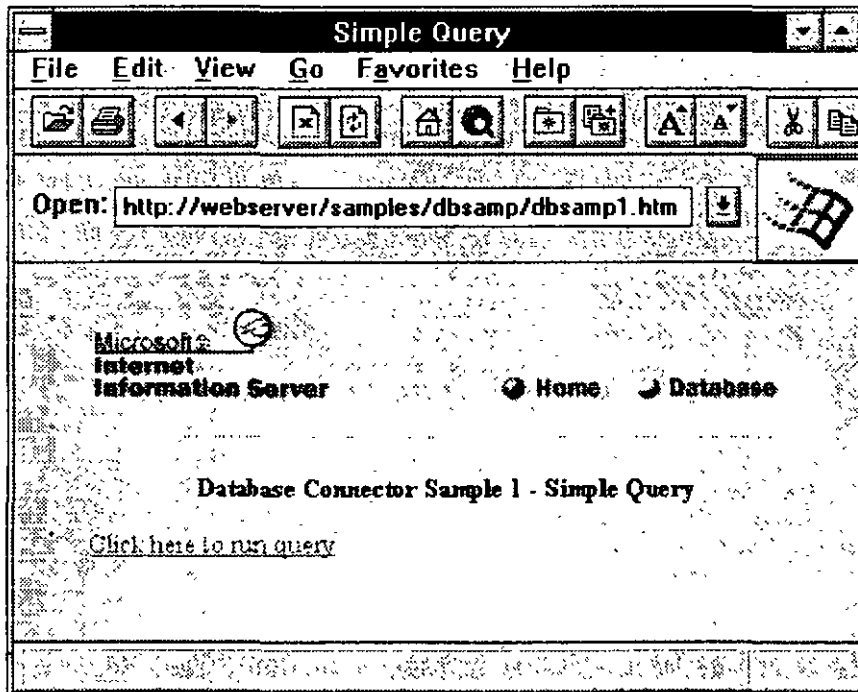 Simple Query
File Edit View Go Favorites Help
Open: http://webserver/samples/dbsamp/dbsamp1.htm
Microsoft
Internet
Information Server
Home Database
Database Connector Sample 1 - Simple Query
Click here to run query